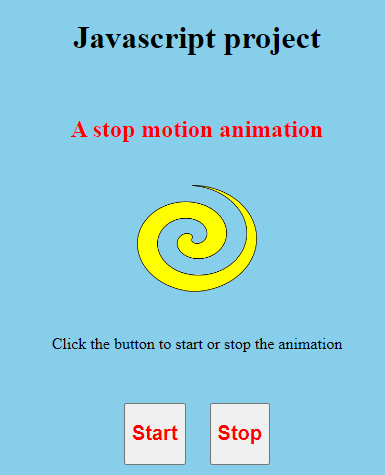 Javascript project
A stop motion animation
Click the button to start or stop the animation
Start Stop